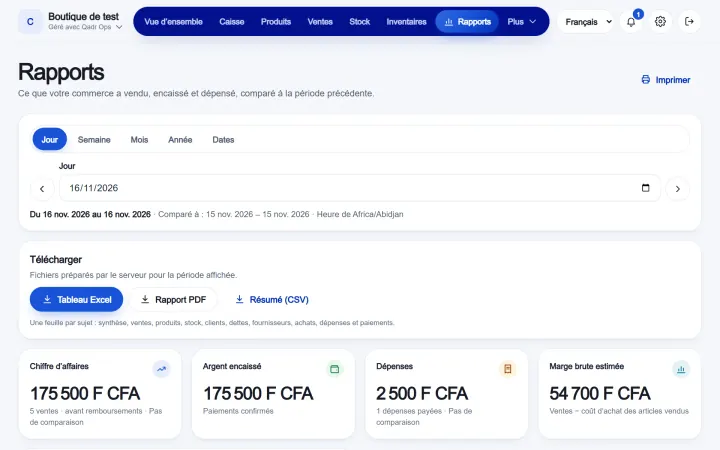 C
Boutique de test
Géré avec Qadr Ops
Vue d'ensemble
Caisse
Produits
Ventes
Stock
Inventaires
Rapports
Plus
Français
1
Rapports
Ce que votre commerce a vendu, encaissé et dépensé, comparé à la période précédente.
Imprimer
Jour
Semaine
Mois
Année
Dates
Jour
16/11/2026
Du 16 nov. 2026 au 16 nov. 2026 · Comparé à : 15 nov. 2026 – 15 nov. 2026 · Heure de Africa/Abidjan
Télécharger
Fichiers préparés par le serveur pour la période affichée.
Tableau Excel
Rapport PDF
Résumé (CSV)
Une feuille par sujet : synthèse, ventes, produits, stock, clients, dettes, fournisseurs, achats, dépenses et paiements.
Chiffre d'affaires
175 500 F CFA
5 ventes · avant remboursements · Pas
de comparaison
Argent encaissé
175 500 F CFA
Paiements confirmés
Dépenses
2 500 F CFA
1 dépenses payées · Pas de
comparaison
Marge brute estimée
54 700 F CFA
Ventes − coût d'achat des articles vendus